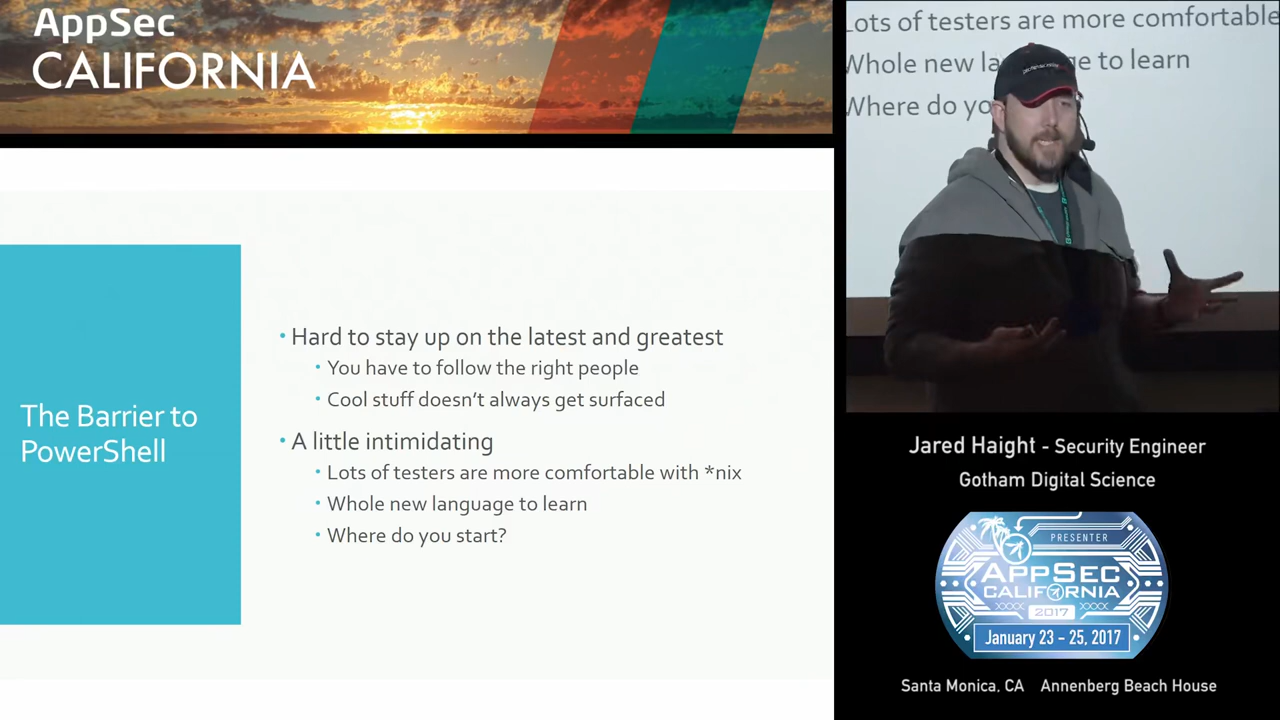 AppSec
CALIFORNIA
The Barrier to
PowerShell
• Hard to stay up on the latest and greatest
• You have to follow the right people
• Cool stuff doesn't always get surfaced
• A little intimidating
• Lots of testers are more comfortable with *nix
• Whole new language to learn
• Where do you start?
Lots of testers are more comfortable
Whole new la ge to learn
Where do yo
Jared Haight - Security Engineer
Gotham Digital Science
PRESENTER
APPSEC
CALIFORNIA
XXXX 2017 XXXX
January 23 - 25, 2017
Santa Monica, CA Annenberg Beach House